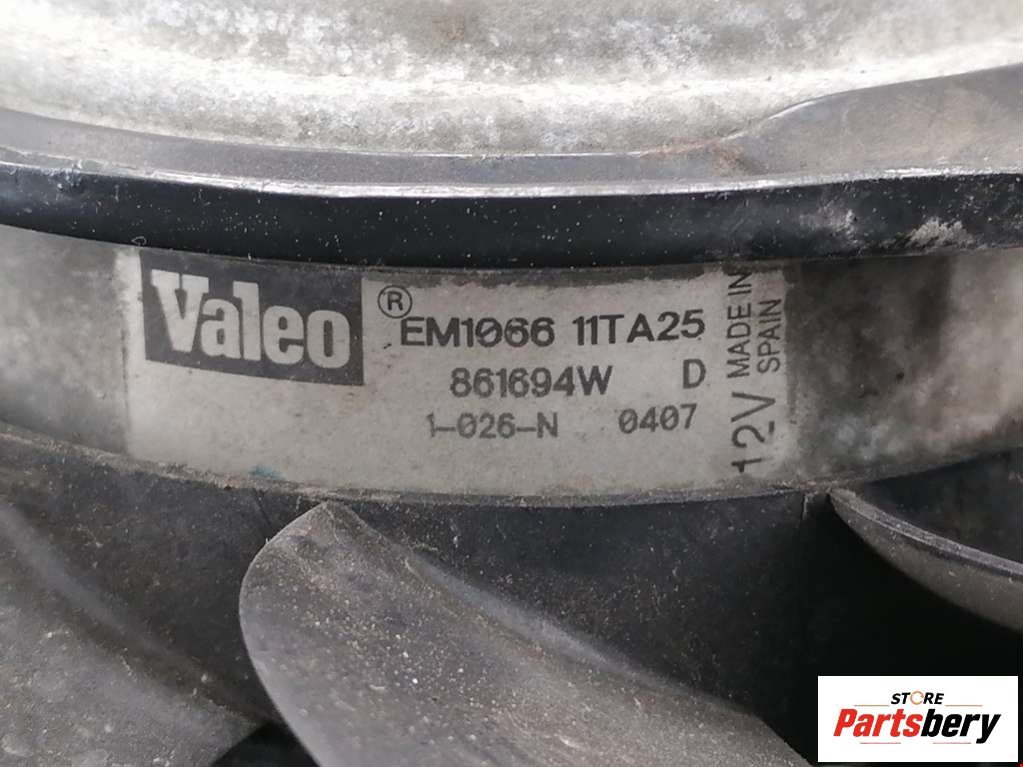 Valeo ® EM1066 11TA25
861694W D
1-026-N 0407
12V MADE IN
SPAIN
STORE
Partsbery